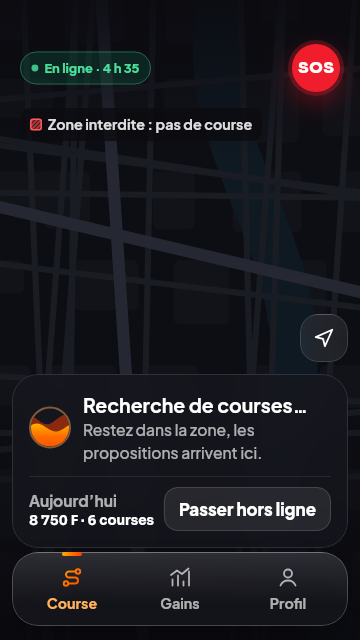 En ligne · 4 h 35
SOS
Zone interdite : pas de course
Recherche de courses…
Restez dans la zone, les
propositions arrivent ici.
Aujourd’hui
8 750 F · 6 courses
Passer hors ligne
Course
Gains
Profil